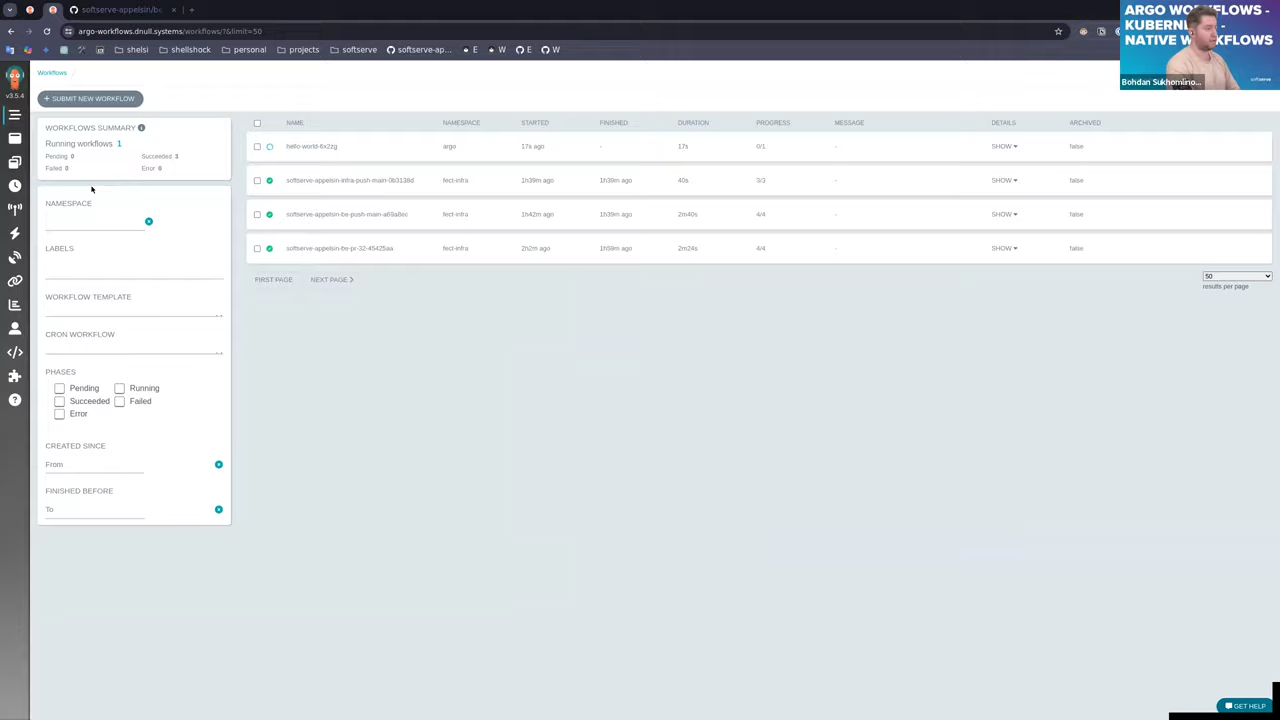 softserve-appelsin/be
argo-workflows.dnull.systems/workflows/?&limit=50
shelsi
shellshock
projects
softserve
softserve-ap...
E
E
W
ARGO WORKFLOWS -
NATIVE WORKFLOWS
softserve
Bohdan Sukhomlino...
v3.5.4
Workflows /
+ SUBMIT NEW WORKFLOW
WORKFLOWS SUMMARY
Running workflows 1
Pending 0 Succeeded 3
Failed 0 Error 0
NAMESPACE
LABELS
WORKFLOW TEMPLATE
CRON WORKFLOW
PHASES
Pending Running
Succeeded Failed
Error
CREATED SINCE
From
FINISHED BEFORE
To
NAME NAMESPACE STARTED FINISHED DURATION PROGRESS MESSAGE DETAILS ARCHIVED
hello-world-6x2zg argo 17s ago - 17s 0/1 - SHOW false
softserve-appelsin-infra-push-main-0b3139d fect-infra 1h39m ago 1h39m ago 40s 3/3 - SHOW false
softserve-appelsin-be-push-main-a69a8ec fect-infra 1h42m ago 1h39m ago 2m40s 4/4 - SHOW false
softserve-appelsin-be-pr-32-45425aa fect-infra 2h2m ago 1h59m ago 2m24s 4/4 - SHOW false
FIRST PAGE NEXT PAGE
50
results per page
GET HELP